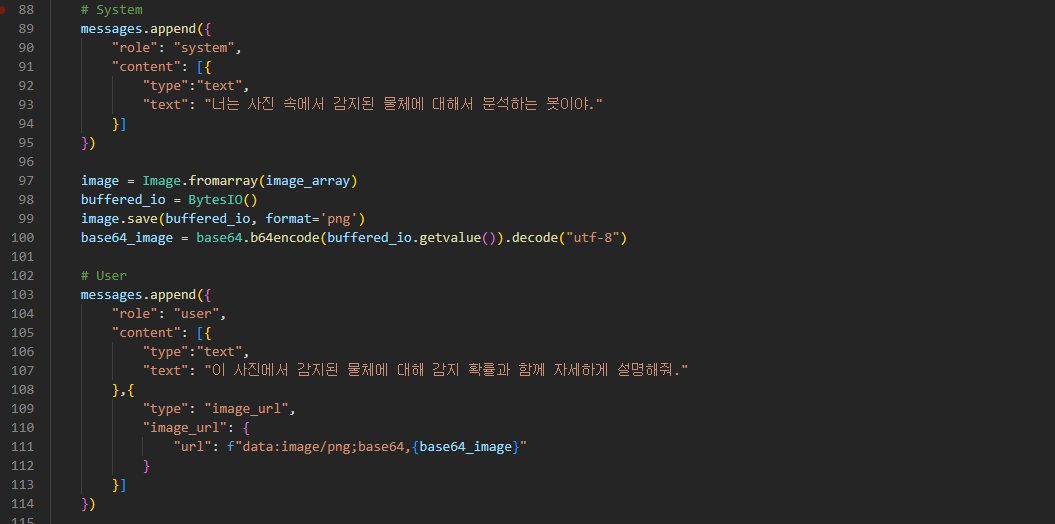 88 # System
89 messages.append({
90 "role": "system",
91 "content": [{
92 "type":"text",
93 "text": "너는 사진 속에서 감지된 물체에 대해서 분석하는 봇이야."
94 }]
95 })
96
97 image = Image.fromarray(image_array)
98 buffered_io = BytesIO()
99 image.save(buffered_io, format='png')
100 base64_image = base64.b64encode(buffered_io.getvalue()).decode("utf-8")
101
102 # User
103 messages.append({
104 "role": "user",
105 "content": [{
106 "type":"text",
107 "text": "이 사진에서 감지된 물체에 대해 감지 확률과 함께 자세하게 설명해줘."
108 },{
109 "type": "image_url",
110 "image_url": {
111 "url": f"data:image/png;base64,{base64_image}"
112 }
113 }]
114 })
115